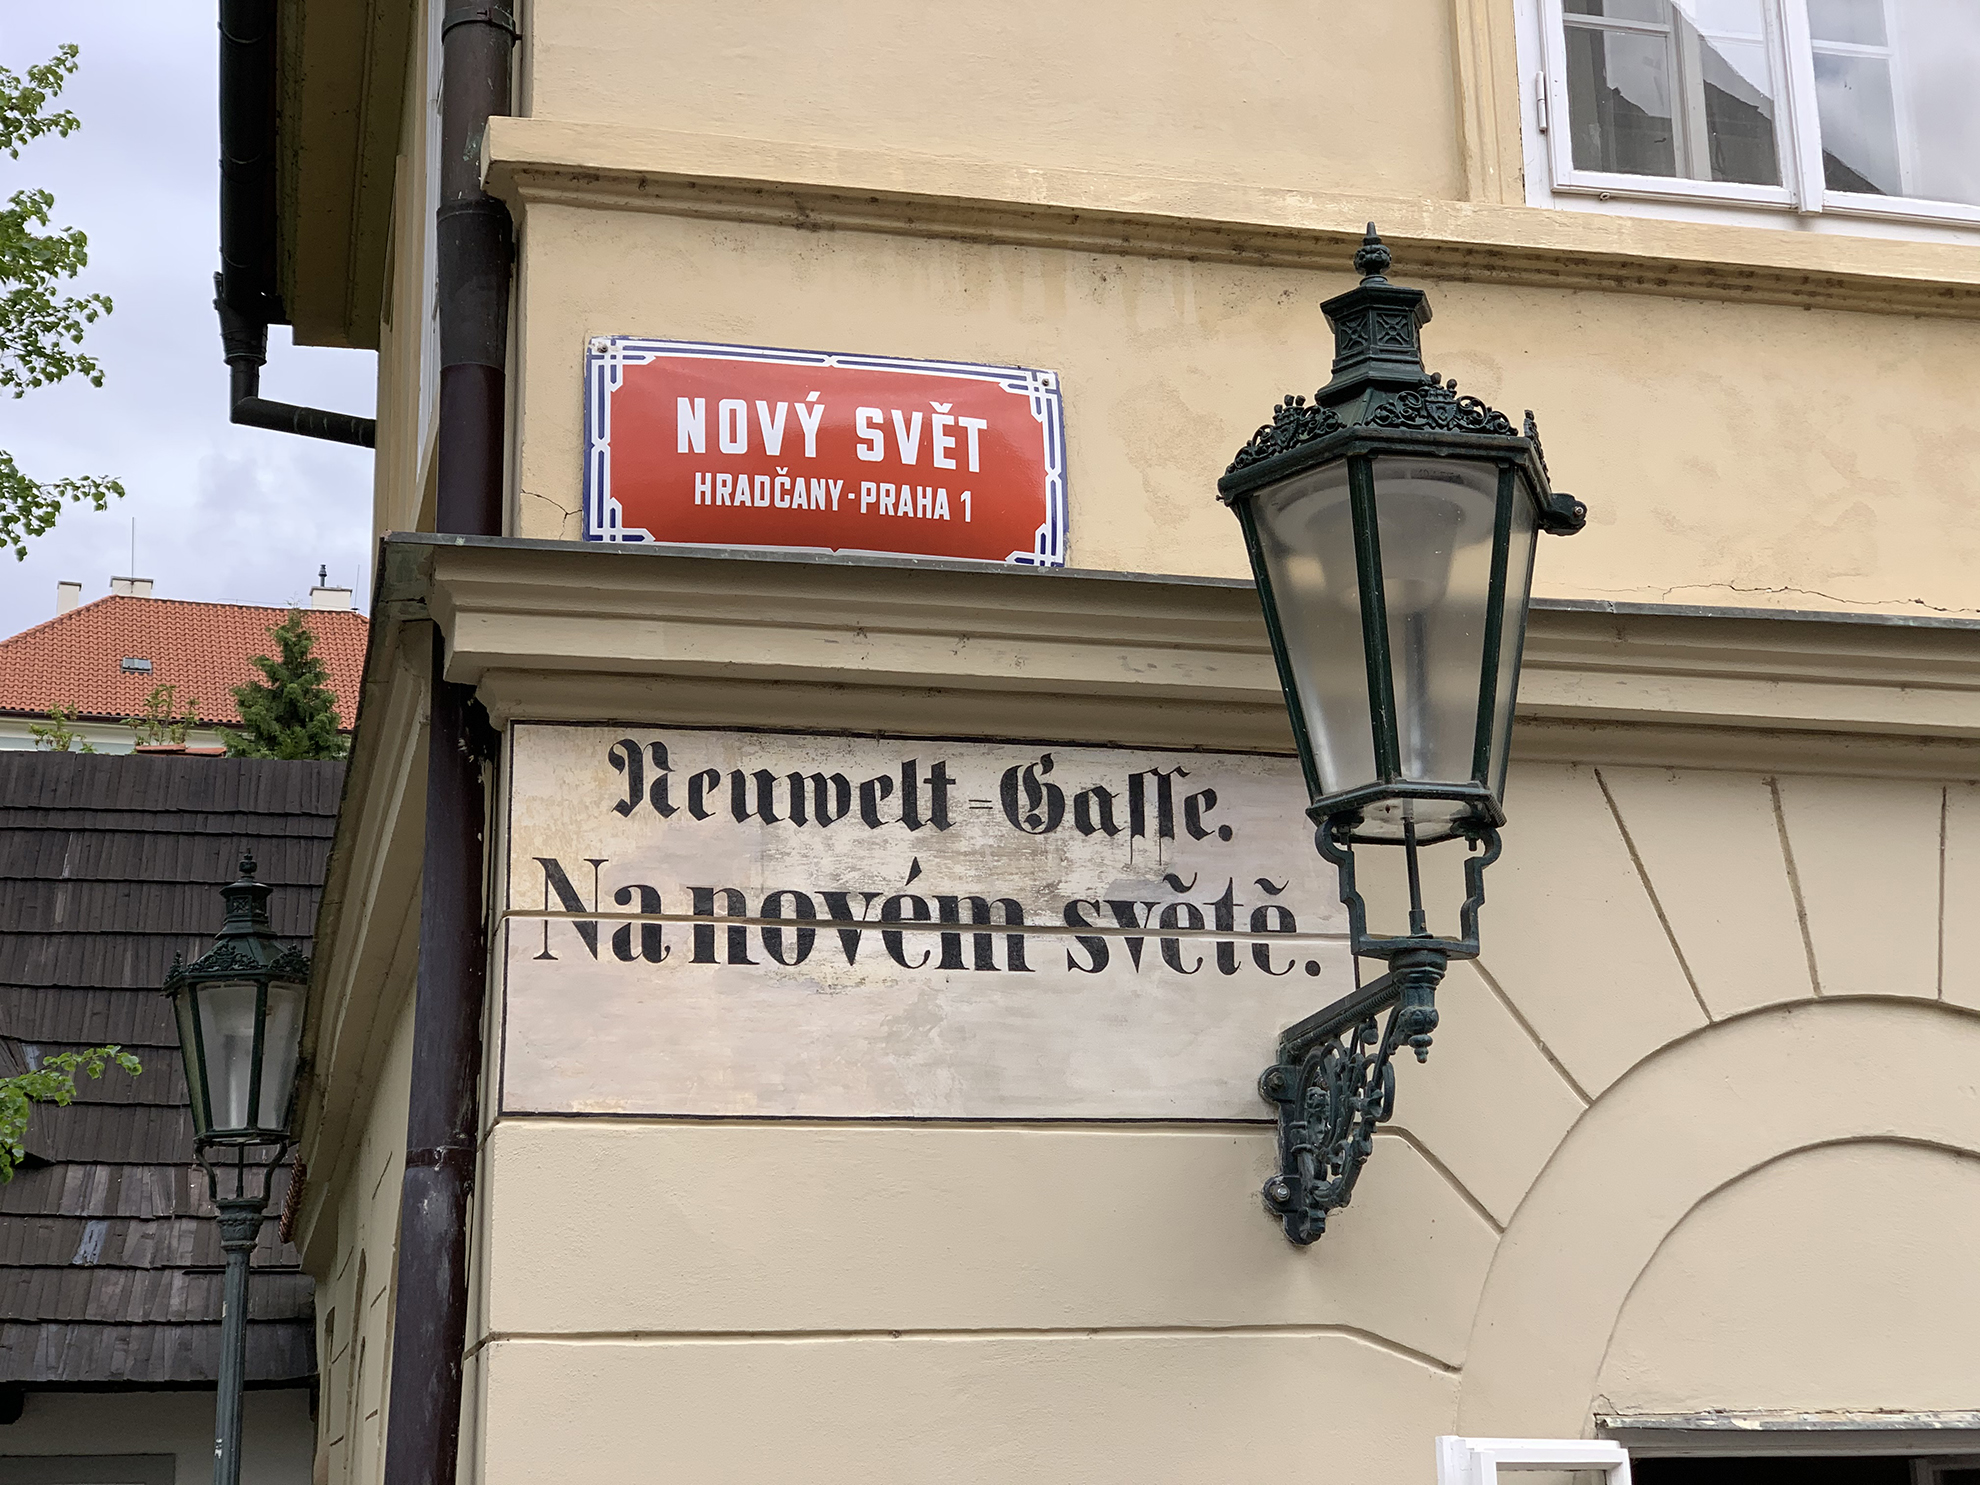 NOVÝ SVĚT
HRADČANY-PRAHA 1
Neuwelt=Gaſſe.
Na novém světě.